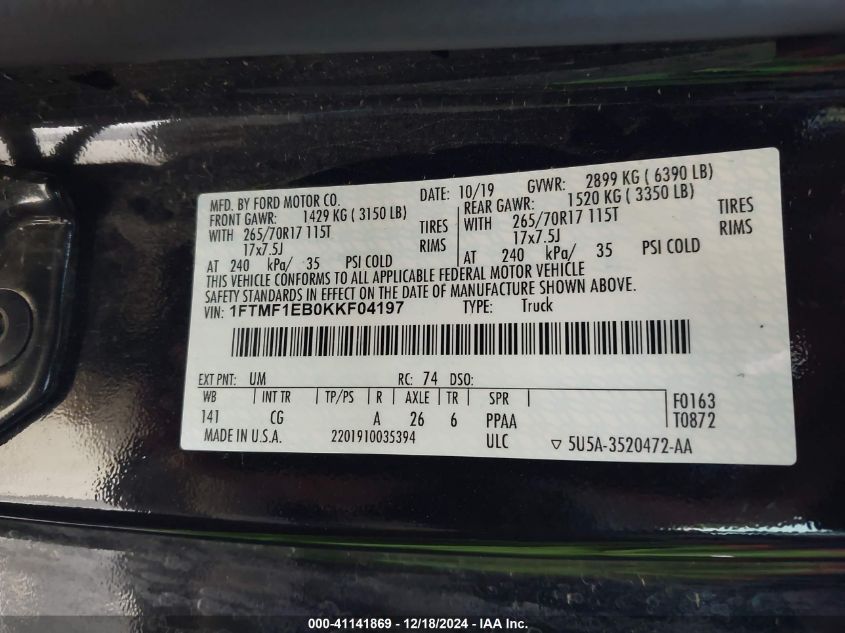 MFD. BY FORD MOTOR CO. DATE: 10/19 GVWR: 2899 KG ( 6390 LB)
FRONT GAWR: 1429 KG ( 3150 LB) REAR GAWR: 1520 KG ( 3350 LB)
WITH 265/70R17 115T TIRES WITH 265/70R17 115T TIRES
17x7.5J RIMS 17x7.5J RIMS
AT 240 kPa/ 35 PSI COLD AT 240 kPa/ 35 PSI COLD
THIS VEHICLE CONFORMS TO ALL APPLICABLE FEDERAL MOTOR VEHICLE
SAFETY STANDARDS IN EFFECT ON THE DATE OF MANUFACTURE SHOWN ABOVE.
VIN: 1FTMF1EB0KKF04197 TYPE: Truck
EXT PNT: UM RC: 74 DSO:
WB INT TR TP/PS R AXLE TR SPR F0163
141 CG A 26 6 PPAA T0872
MADE IN U.S.A. 2201910035394 ULC ▽ 5U5A-3520472-AA
000-41141869 - 12/18/2024 - IAA Inc.